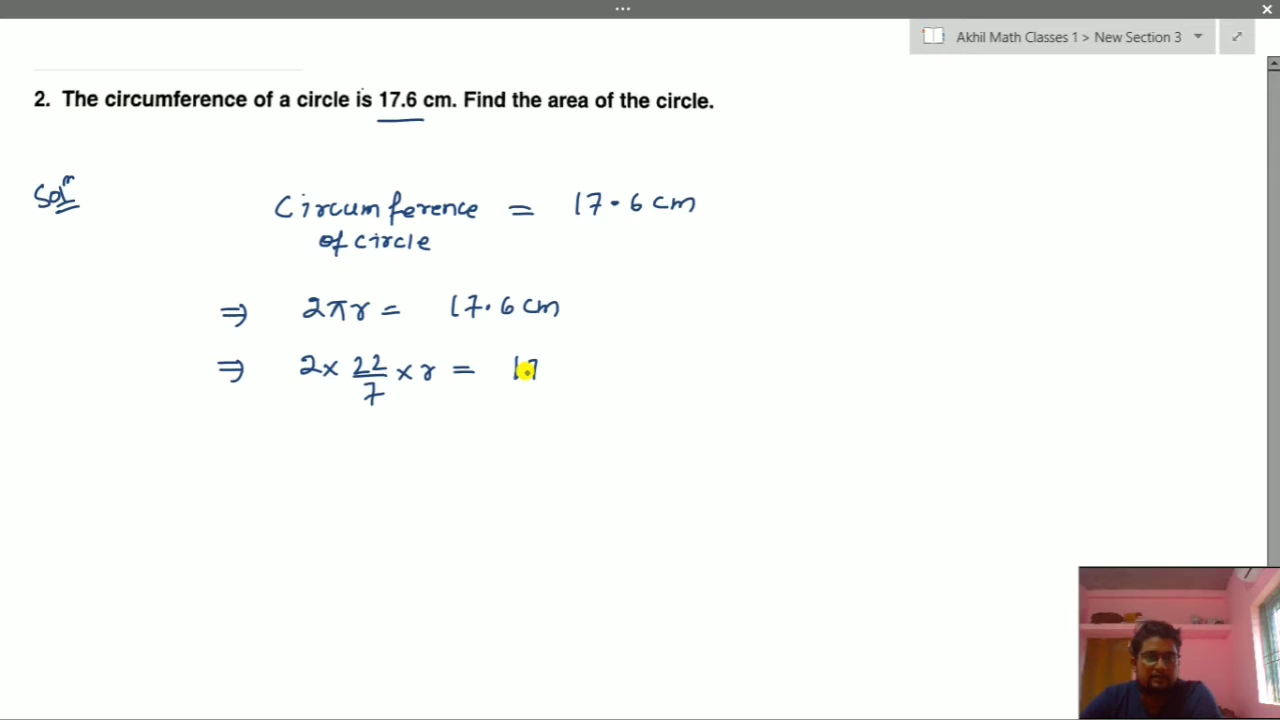 Akhil Math Classes 1 > New Section 3
2. The circumference of a circle is 17.6 cm. Find the area of the circle.
Solⁿ
Circumference = 17.6 cm
of circle
⇒ 2πr = 17.6 cm
⇒ 2 × 22/7 × r = 17